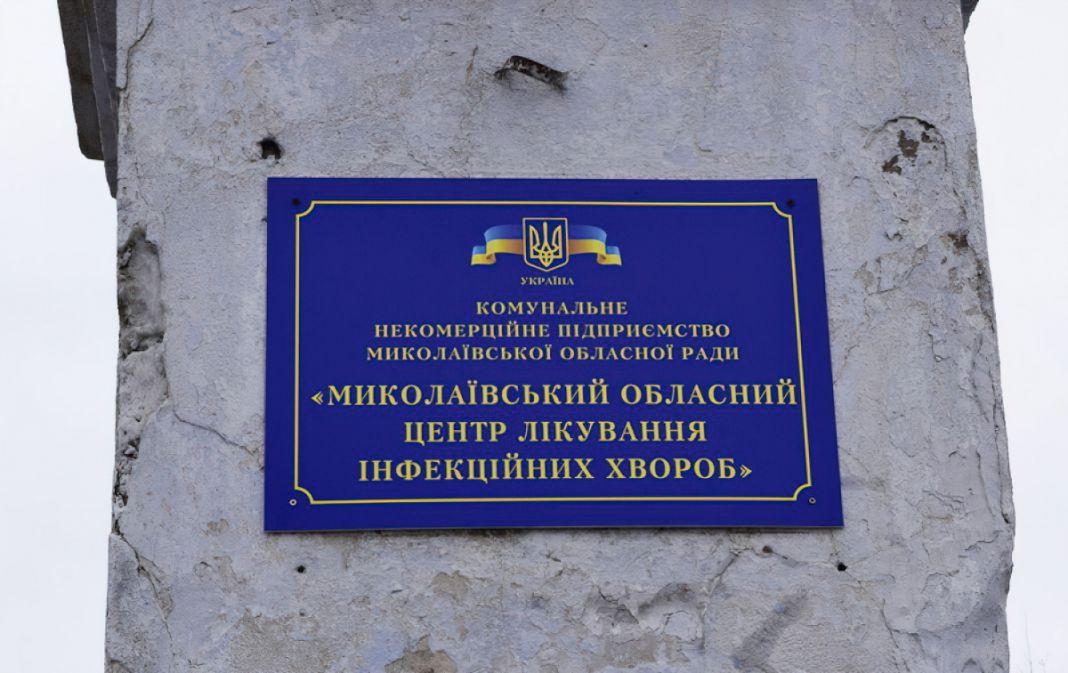 УКРАЇНА
КОМУНАЛЬНЕ
НЕКОМЕРЦІЙНЕ ПІДПРИЄМСТВО
МИКОЛАЇВСЬКОЇ ОБЛАСНОЇ РАДИ
«МИКОЛАЇВСЬКИЙ ОБЛАСНИЙ
ЦЕНТР ЛІКУВАННЯ
ІНФЕКЦІЙНИХ ХВОРОБ»